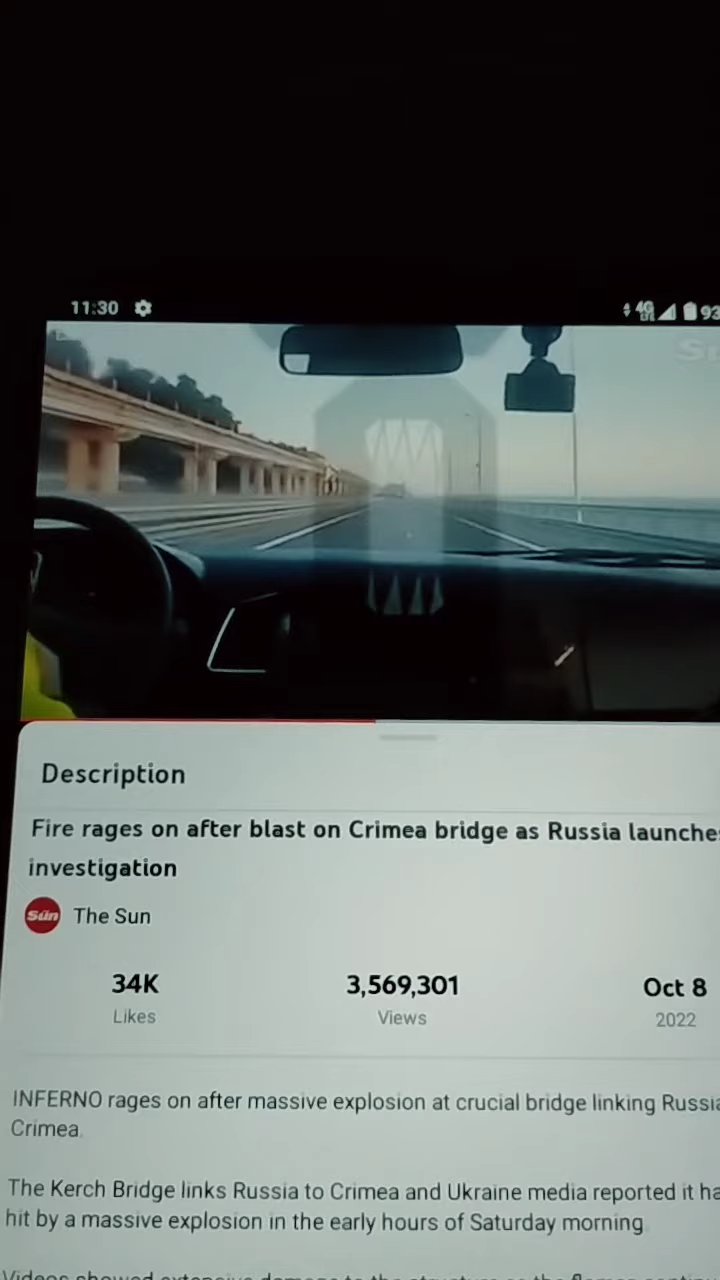 11:30
4G
93
Description
Fire rages on after blast on Crimea bridge as Russia launches
investigation
Sun The Sun
34K 3,569,301 Oct 8
Likes Views 2022
INFERNO rages on after massive explosion at crucial bridge linking Russia
Crimea.
The Kerch Bridge links Russia to Crimea and Ukraine media reported it ha
hit by a massive explosion in the early hours of Saturday morning